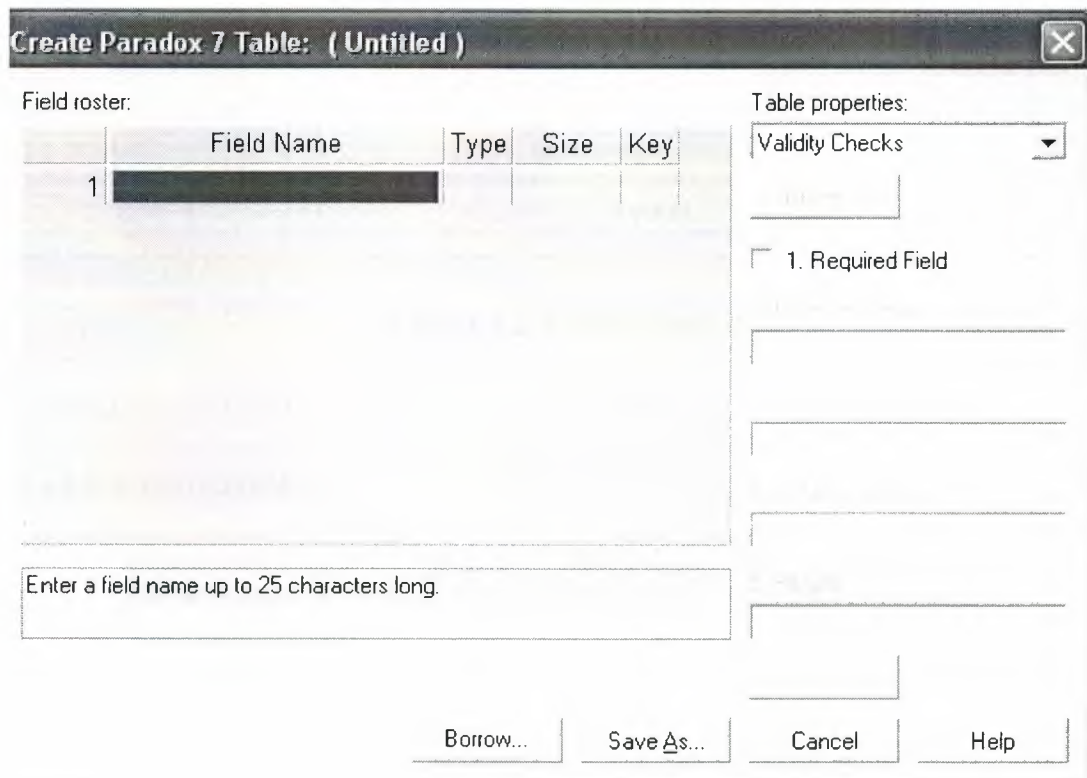 Create Paradox 7 Table: ( Untitled )
Field roster:
Field Name Type Size Key
1
Table properties:
Validity Checks
1. Required Field
Enter a field name up to 25 characters long.
Borrow... Save As... Cancel Help